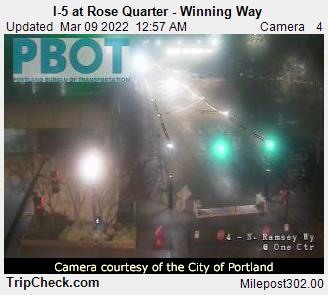 I-5 at Rose Quarter - Winning Way
Updated Mar 09 2022 12:57 AM Camera 4
PBOT
PORTLAND BUREAU OF TRANSPORTATION
4 - N. Ramsey Wy
@ One Ctr
Camera courtesy of the City of Portland
TripCheck.com Milepost302.00